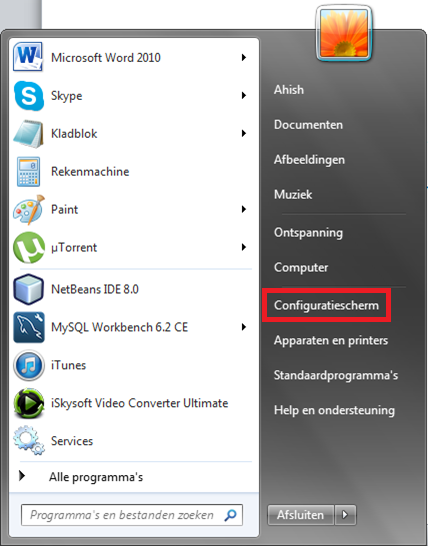 Microsoft Word 2010
Skype
Kladblok
Rekenmachine
Paint
µTorrent
NetBeans IDE 8.0
MySQL Workbench 6.2 CE
iTunes
iSkysoft Video Converter Ultimate
Services
Alle programma's
Programma's en bestanden zoeken
Ahish
Documenten
Afbeeldingen
Muziek
Ontspanning
Computer
Configuratiescherm
Apparaten en printers
Standaardprogramma's
Help en ondersteuning
Afsluiten